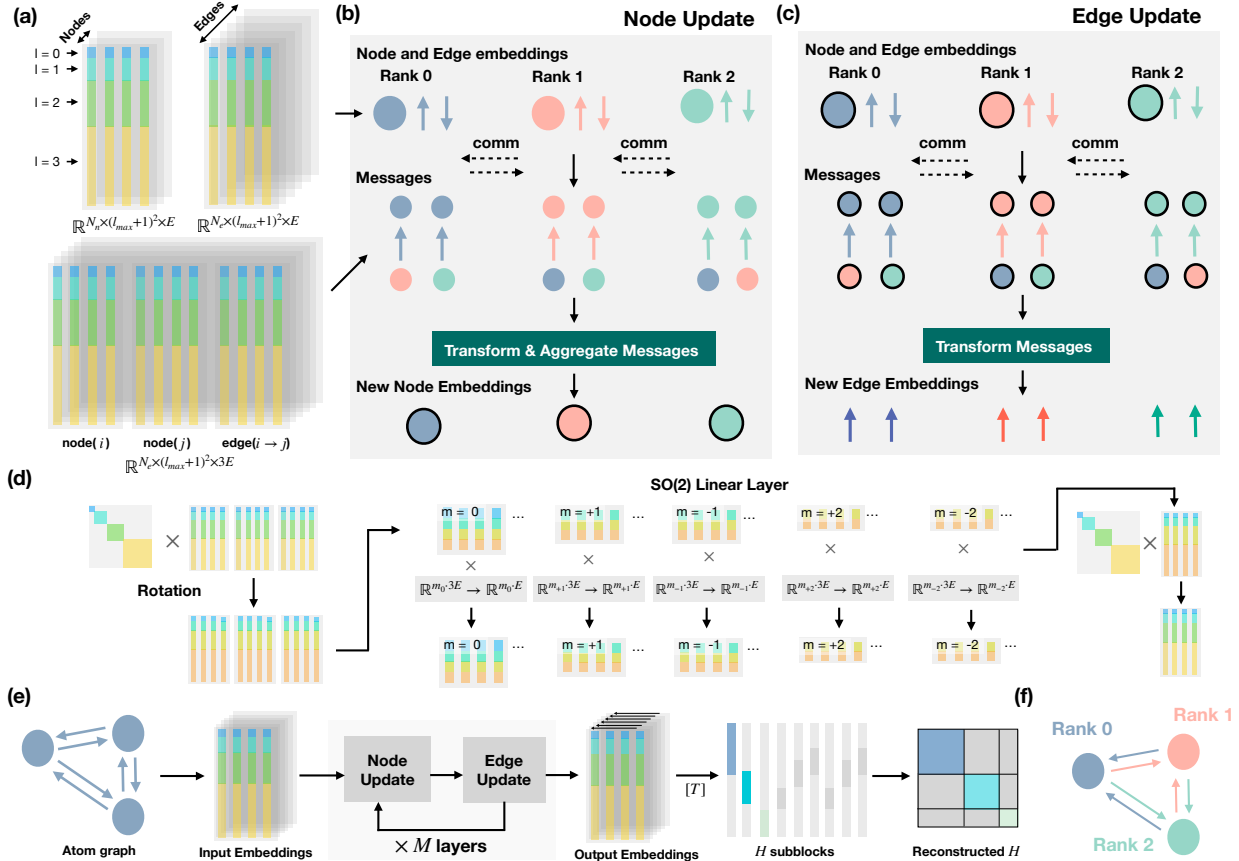 (a)
Nodes
Edges
l = 0
l = 1
l = 2
l = 3
ℝ^{N_n×(l_{max}+1)^2×E}
ℝ^{N_e×(l_{max}+1)^2×E}
node(i)
node(j)
edge(i → j)
ℝ^{N_e×(l_{max}+1)^2×3E}
(b)
Node Update
Node and Edge embeddings
Rank 0
Rank 1
Rank 2
comm
comm
Messages
Transform & Aggregate Messages
New Node Embeddings
(c)
Edge Update
Node and Edge embeddings
Rank 0
Rank 1
Rank 2
comm
comm
Messages
Transform Messages
New Edge Embeddings
(d)
×
Rotation
SO(2) Linear Layer
m = 0 ...
m = +1 ...
m = -1 ...
m = +2 ...
m = -2 ...
× × × × ×
ℝ^{m_0·3E} → ℝ^{m_0·E}
ℝ^{m_{+1}·3E} → ℝ^{m_{+1}·E}
ℝ^{m_{−1}·3E} → ℝ^{m_{−1}·E}
ℝ^{m_{+2}·3E} → ℝ^{m_{+2}·E}
ℝ^{m_{−2}·3E} → ℝ^{m_{−2}·E}
m = 0 ...
m = +1 ...
m = -1 ...
m = +2 ...
m = -2 ...
×
(e)
Atom graph
Input Embeddings
Node Update
Edge Update
× M layers
Output Embeddings
[T]
H subblocks
Reconstructed H
(f)
Rank 0
Rank 1
Rank 2